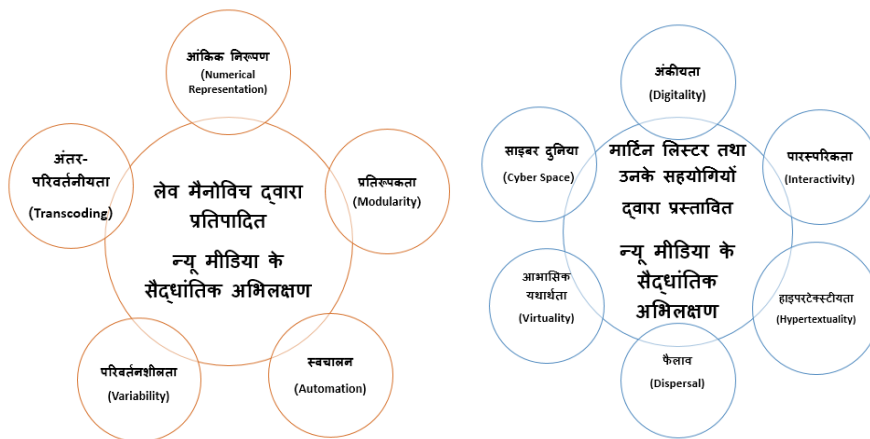 आंकिक निरूपण
(Numerical
Representation)
प्रतिरूपकता
(Modularity)
स्वचालन
(Automation)
परिवर्तनशीलता
(Variability)
अंतर-
परिवर्तनीयता
(Transcoding)
लेव मैनोविच द्वारा
प्रतिपादित
न्यू मीडिया के
सैद्धांतिक अभिलक्षण
अंकीयता
(Digitality)
पारस्परिकता
(Interactivity)
हाइपरटेक्स्टीयता
(Hypertextuality)
फैलाव
(Dispersal)
आभासिक
यथार्थता
(Virtuality)
साइबर दुनिया
(Cyber Space)
मार्टिन लिस्टर तथा
उनके सहयोगियों
द्वारा प्रस्तावित
न्यू मीडिया के
सैद्धांतिक
अभिलक्षण